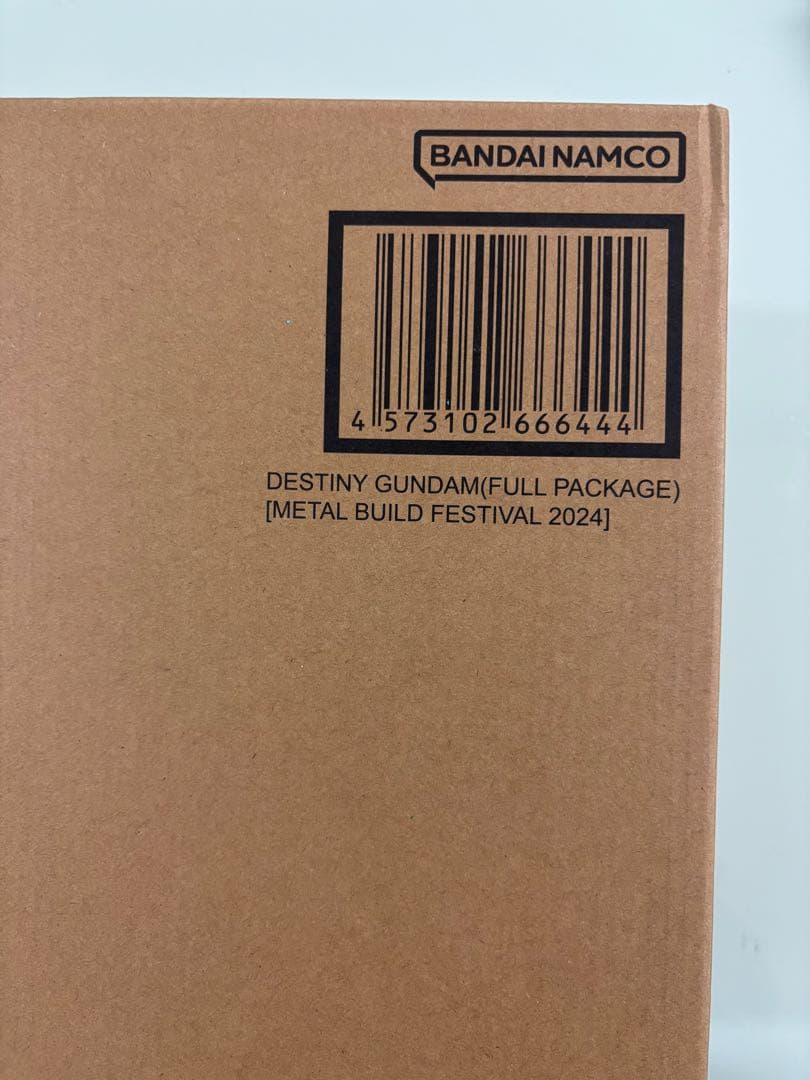 BANDAI NAMCO
4 573102 666444
DESTINY GUNDAM(FULL PACKAGE)
[METAL BUILD FESTIVAL 2024]